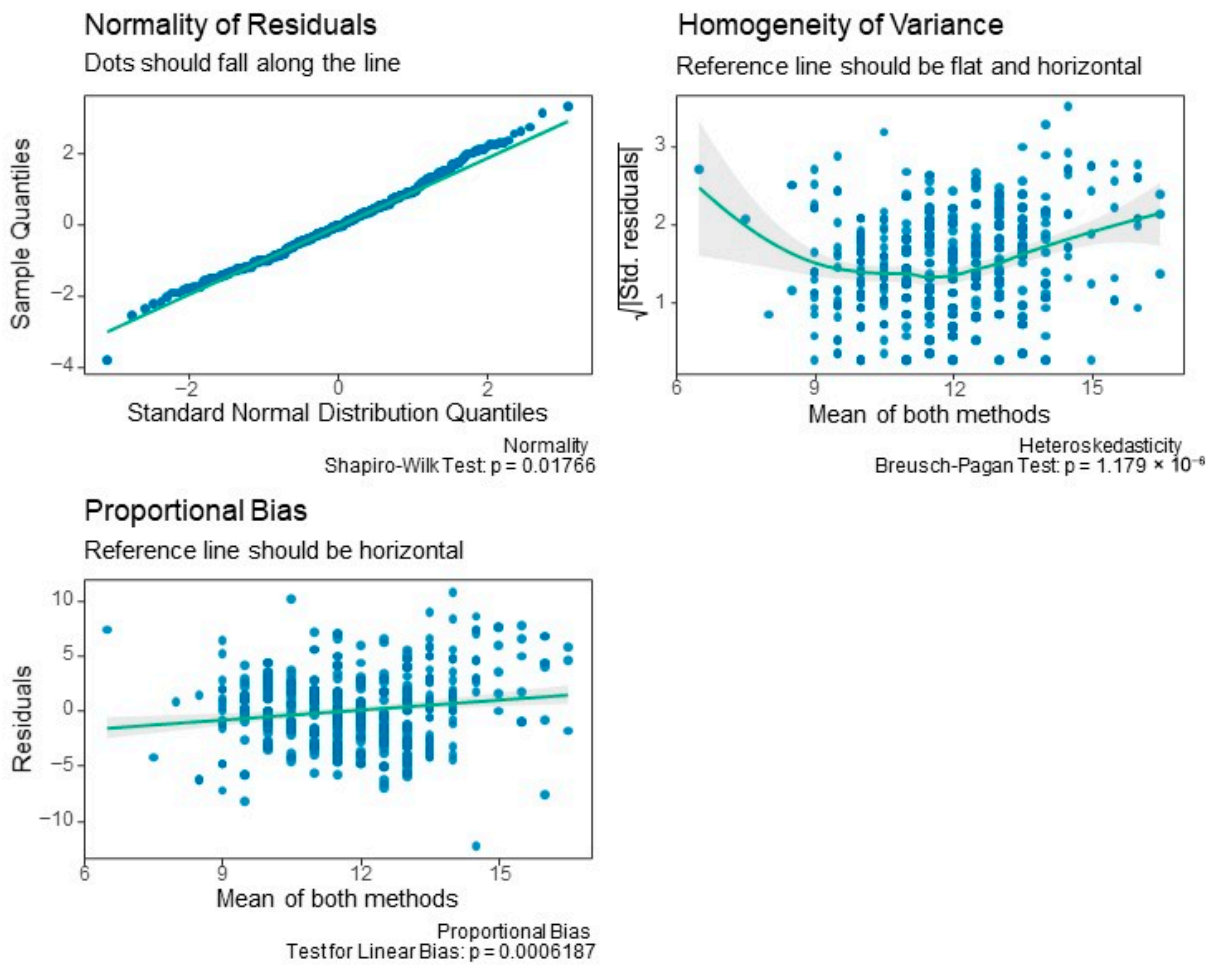 Normality of Residuals
Dots should fall along the line
Sample Quantiles
2
0
−2
−4
−2
0
2
Standard Normal Distribution Quantiles
Normality
Shapiro-Wilk Test: p = 0.01766
Homogeneity of Variance
Reference line should be flat and horizontal
√|Std. residuals|
3
2
1
6
9
12
15
Mean of both methods
Heteroskedasticity
Breusch-Pagan Test: p = 1.179 × 10⁻⁶
Proportional Bias
Reference line should be horizontal
Residuals
10
5
0
−5
−10
6
9
12
15
Mean of both methods
Proportional Bias
Test for Linear Bias: p = 0.0006187